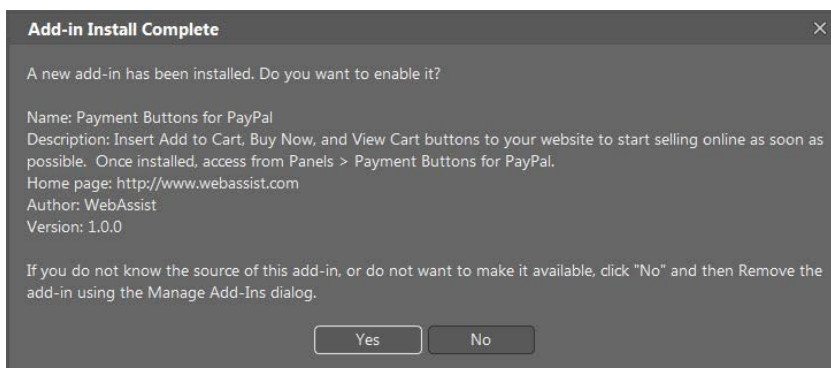 Add-in Install Complete
A new add-in has been installed. Do you want to enable it?
Name: Payment Buttons for PayPal
Description: Insert Add to Cart, Buy Now, and View Cart buttons to your website to start selling online as soon as
possible.  Once installed, access from Panels > Payment Buttons for PayPal.
Home page: http://www.webassist.com
Author: WebAssist
Version: 1.0.0
If you do not know the source of this add-in, or do not want to make it available, click "No" and then Remove the
add-in using the Manage Add-Ins dialog.
Yes No